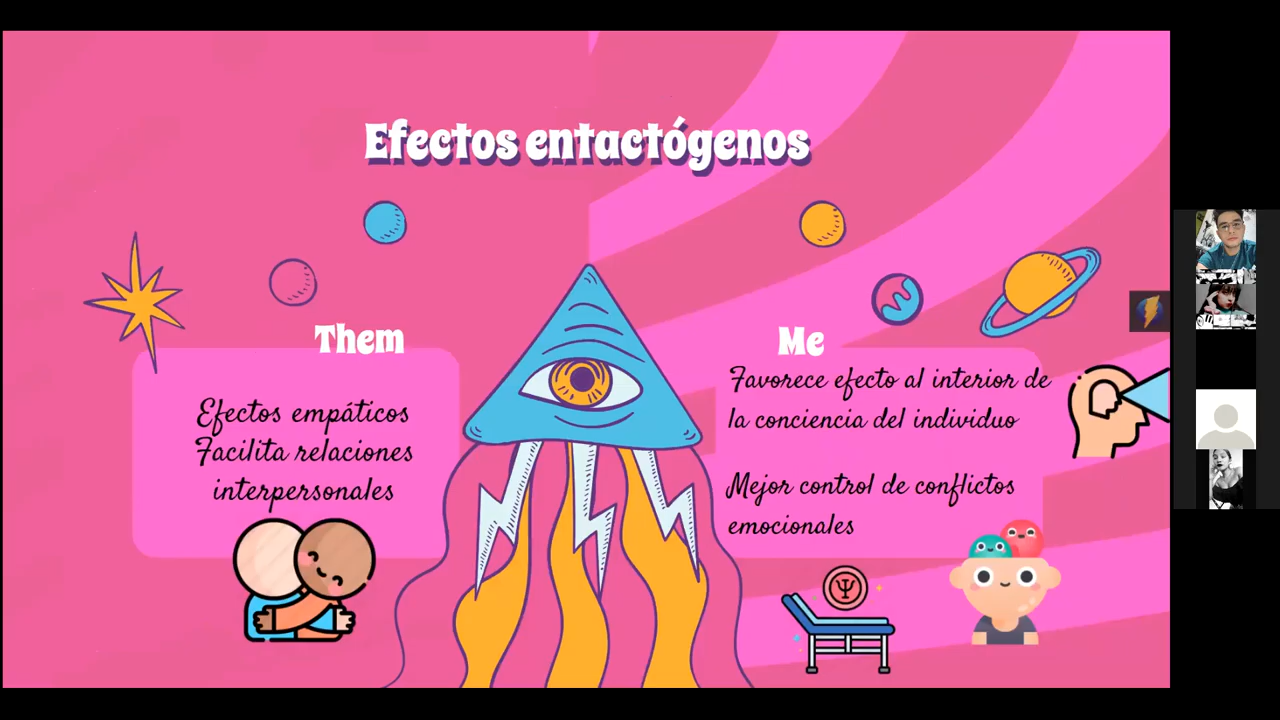 Efectos entactógenos
Them
Efectos empáticos
Facilita relaciones
interpersonales
Me
Favorece efecto al interior de
la conciencia del individuo
Mejor control de conflictos
emocionales